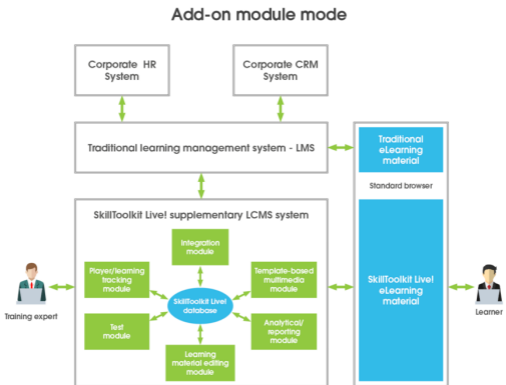 Add-on module mode
Corporate HR
System
Corporate CRM
System
Traditional learning management system - LMS
Traditional
eLearning
material
Standard browser
SkillToolkit Live! supplementary LCMS system
Integration
module
Player/learning
tracking
module
Template-based
multimedia
module
SkillToolkit Live!
database
SkillToolkit Live!
eLearning
material
Test
module
Analytical/
reporting
module
Learning
material editing
module
Training expert
Learner